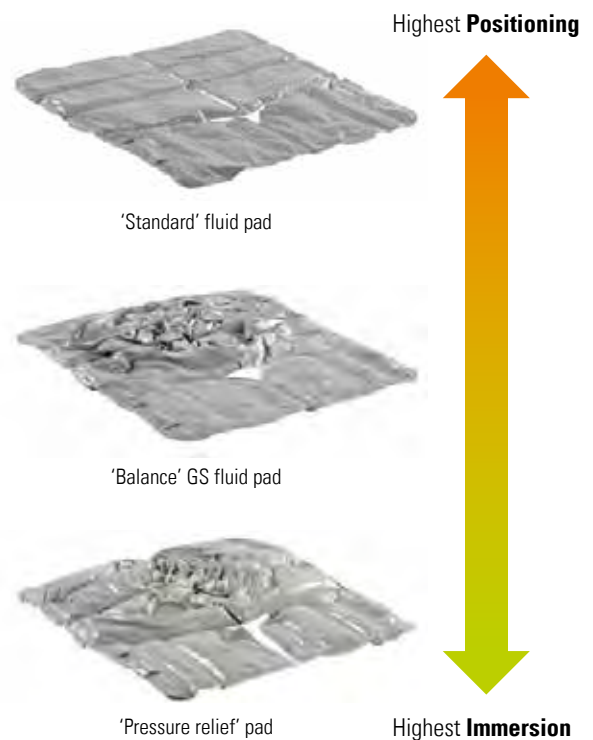 Highest Positioning
'Standard' fluid pad
'Balance' GS fluid pad
'Pressure relief' pad
Highest Immersion